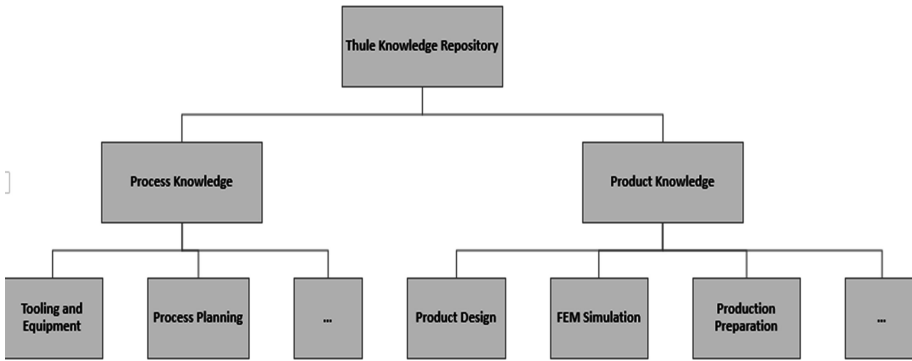 Thule Knowledge Repository
Process Knowledge
Product Knowledge
Tooling and
Equipment
Process Planning
...
Product Design
FEM Simulation
Production
Preparation
...